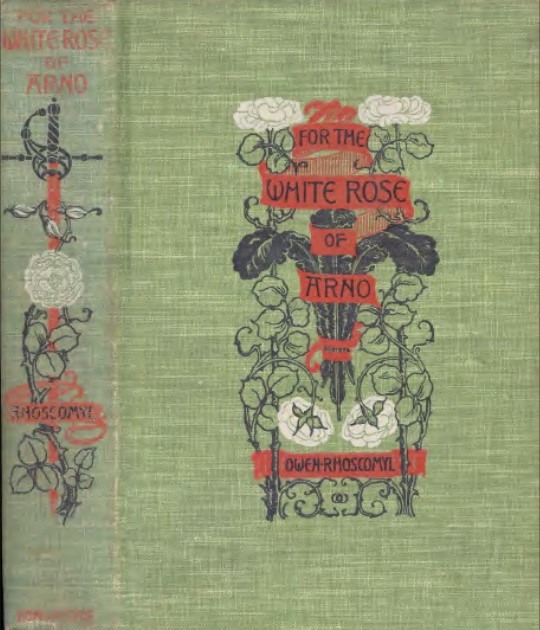 FOR THE
WHITE ROSE
OF
ARNO
RHOSCOMYL
FOR THE
WHITE ROSE
OF
ARNO
OWEN·RHOSCOMYL